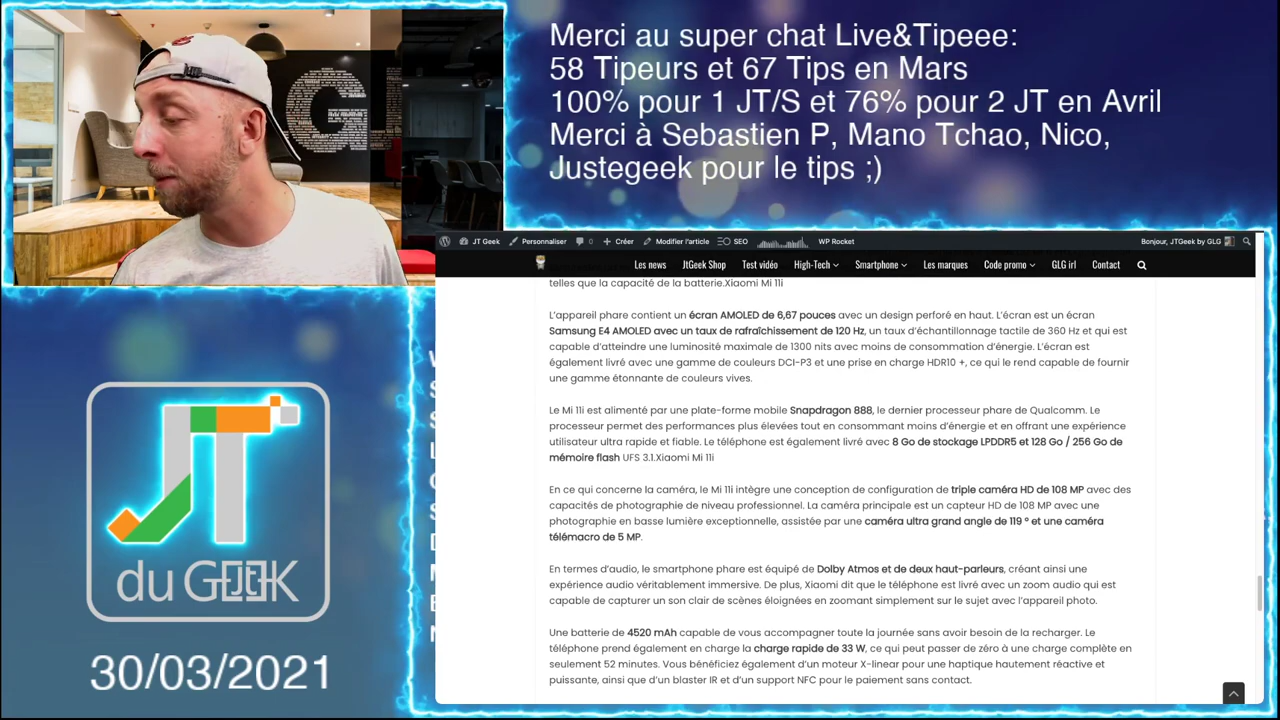 Merci au super chat Live&Tipeee:
58 Tipeurs et 67 Tips en Mars
100% pour 1 JT/S et 76% pour 2 JT en Avril
Merci à Sebastien P, Mano Tchao, Nico,
Justegeek pour le tips ;)
JT Geek Personnaliser 0 Créer Modifier l'article SEO WP Rocket Bonjour, JTGeek by GLG
Les news JtGeek Shop Test vidéo High-Tech Smartphone Les marques Code promo GLG irl Contact
telles que la capacité de la batterie.Xiaomi Mi 11i
L'appareil phare contient un écran AMOLED de 6,67 pouces avec un design perforé en haut. L'écran est un écran
Samsung E4 AMOLED avec un taux de rafraîchissement de 120 Hz, un taux d'échantillonnage tactile de 360 Hz et qui est
capable d'atteindre une luminosité maximale de 1300 nits avec moins de consommation d'énergie. L'écran est
également livré avec une gamme de couleurs DCI-P3 et une prise en charge HDR10 +, ce qui le rend capable de fournir
une gamme étonnante de couleurs vives.
Le Mi 11i est alimenté par une plate-forme mobile Snapdragon 888, le dernier processeur phare de Qualcomm. Le
processeur permet des performances plus élevées tout en consommant moins d'énergie et en offrant une expérience
utilisateur ultra rapide et fiable. Le téléphone est également livré avec 8 Go de stockage LPDDR5 et 128 Go / 256 Go de
mémoire flash UFS 3.1.Xiaomi Mi 11i
En ce qui concerne la caméra, le Mi 11i intègre une conception de configuration de triple caméra HD de 108 MP avec des
capacités de photographie de niveau professionnel. La caméra principale est un capteur HD de 108 MP avec une
photographie en basse lumière exceptionnelle, assistée par une caméra ultra grand angle de 119 ° et une caméra
télémacro de 5 MP.
En termes d'audio, le smartphone phare est équipé de Dolby Atmos et de deux haut-parleurs, créant ainsi une
expérience audio véritablement immersive. De plus, Xiaomi dit que le téléphone est livré avec un zoom audio qui est
capable de capturer un son clair de scènes éloignées en zoomant simplement sur le sujet avec l'appareil photo.
Une batterie de 4520 mAh capable de vous accompagner toute la journée sans avoir besoin de la recharger. Le
téléphone prend également en charge la charge rapide de 33 W, ce qui peut passer de zéro à une charge complète en
seulement 52 minutes. Vous bénéficiez également d'un moteur X-linear pour une haptique hautement réactive et
puissante, ainsi que d'un blaster IR et d'un support NFC pour le paiement sans contact.
JT
du GEEK
30/03/2021